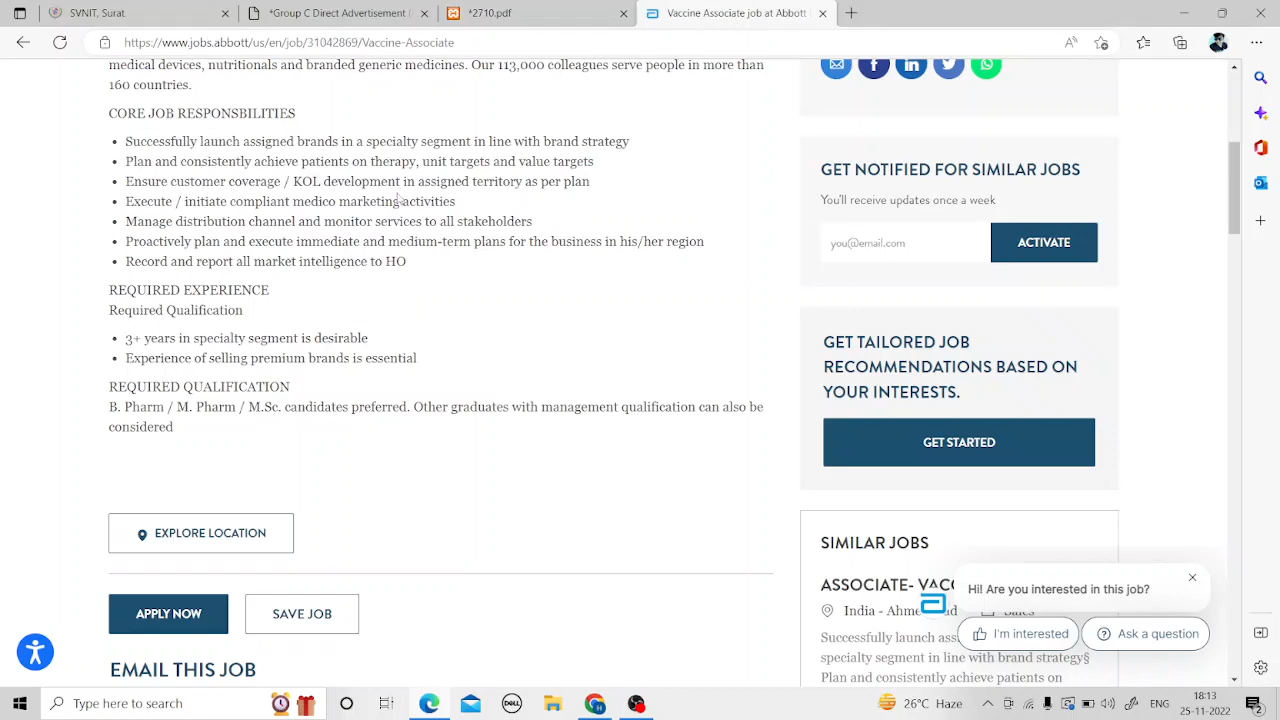 SVNIT,
*Group C Medical Advertisement (
*2710.pdf
Vaccine Associate job at Abbott
https://www.jobs.abbott/us/en/job/31042869/Vaccine-Associate
medical devices, nutritionals and branded generic medicines. Our 113,000 colleagues serve people in more than
160 countries.
CORE JOB RESPONSBILITIES
• Successfully launch assigned brands in a specialty segment in line with brand strategy
• Plan and consistently achieve patients on therapy, unit targets and value targets
• Ensure customer coverage / KOL development in assigned territory as per plan
• Execute / initiate compliant medico marketing activities
• Manage distribution channel and monitor services to all stakeholders
• Proactively plan and execute immediate and medium-term plans for the business in his/her region
• Record and report all market intelligence to HO
REQUIRED EXPERIENCE
Required Qualification
• 3+ years in specialty segment is desirable
• Experience of selling premium brands is essential
REQUIRED QUALIFICATION
B. Pharm / M. Pharm / M.Sc. candidates preferred. Other graduates with management qualification can also be
considered
EXPLORE LOCATION
APPLY NOW
SAVE JOB
EMAIL THIS JOB
GET NOTIFIED FOR SIMILAR JOBS
You'll receive updates once a week
you@email.com
ACTIVATE
GET TAILORED JOB
RECOMMENDATIONS BASED ON
YOUR INTERESTS.
GET STARTED
SIMILAR JOBS
ASSOCIATE- VACC
India - Ahme
Sales
Successfully launch ass
specialty segment in line with brand strategy§
Plan and consistently achieve patients on
Hi! Are you interested in this job?
I'm interested
Ask a question
Type here to search
26°C Haze
ENG
18:13
25-11-2022
2